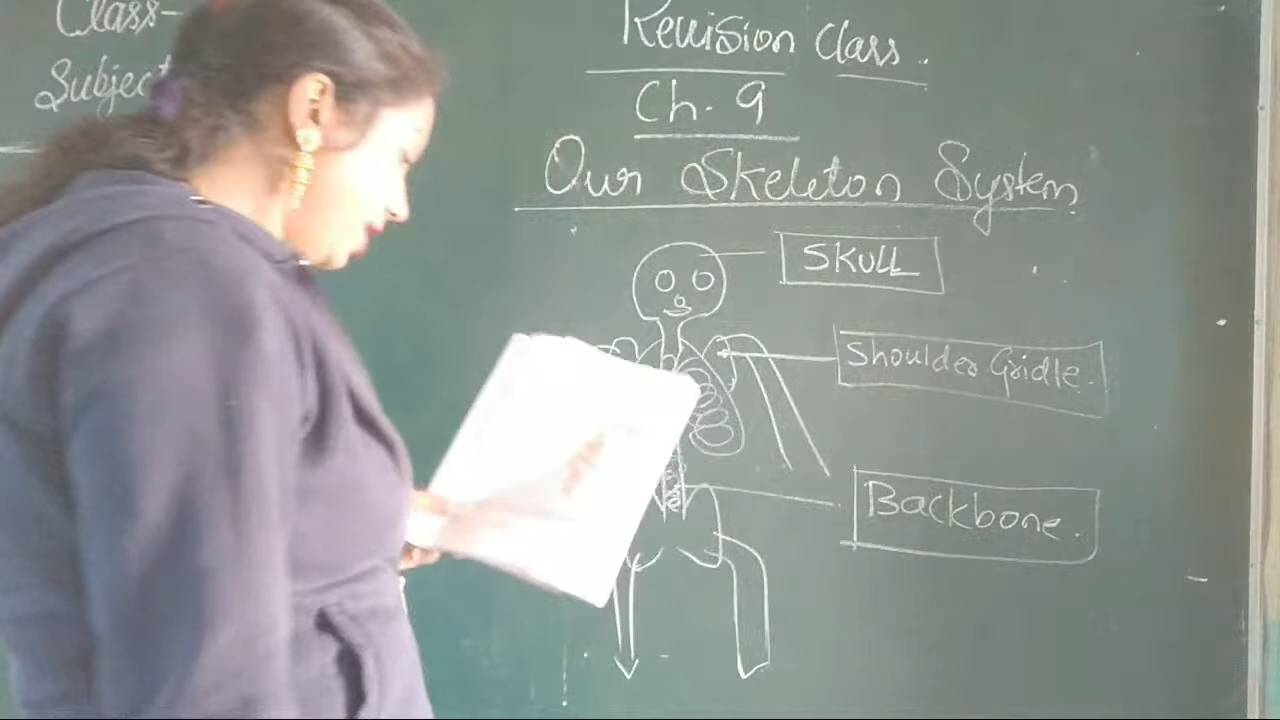 Class-
Subject
Revision Class..
Ch. 9
Our Skeleton System
SKULL
Shoulder Gridle.
Backbone.